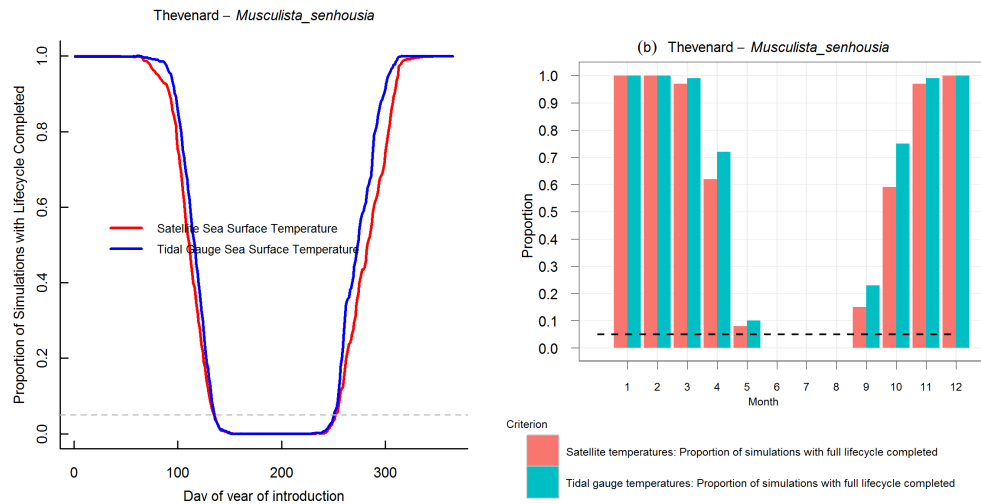 Thevenard – Musculista_senhousia
Proportion of Simulations with Lifecycle Completed
1.0
0.8
0.6
0.4
0.2
0.0
Satellite Sea Surface Temperature
Tidal Gauge Sea Surface Temperature
0 100 200 300
Day of year of introduction
(b) Thevenard – Musculista_senhousia
Proportion
1.0
0.9
0.8
0.7
0.6
0.5
0.4
0.3
0.2
0.1
0.0
1 2 3 4 5 6 7 8 9 10 11 12
Month
Criterion
Satellite temperatures: Proportion of simulations with full lifecycle completed
Tidal gauge temperatures: Proportion of simulations with full lifecycle completed